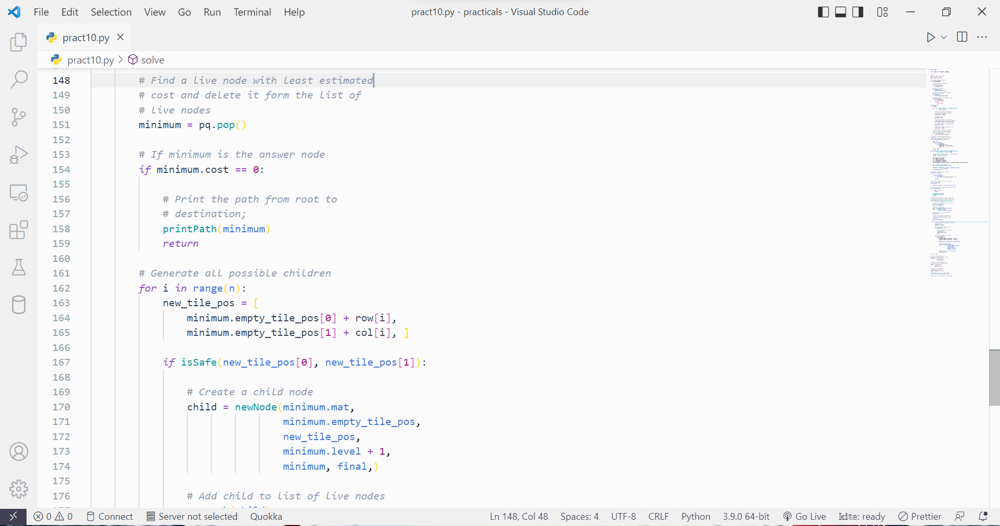 File Edit Selection View Go Run Terminal Help pract10.py - practicals - Visual Studio Code
pract10.py
pract10.py > solve
148 # Find a live node with least estimated
149 # cost and delete it form the list of
150 # live nodes
151 minimum = pq.pop()
152
153 # If minimum is the answer node
154 if minimum.cost == 0:
155
156 # Print the path from root to
157 # destination;
158 printPath(minimum)
159 return
160
161 # Generate all possible children
162 for i in range(n):
163 new_tile_pos = [
164 minimum.empty_tile_pos[0] + row[i],
165 minimum.empty_tile_pos[1] + col[i], ]
166
167 if isSafe(new_tile_pos[0], new_tile_pos[1]):
168
169 # Create a child node
170 child = newNode(minimum.mat,
171 minimum.empty_tile_pos,
172 new_tile_pos,
173 minimum.level + 1,
174 minimum, final,)
175
176 # Add child to list of live nodes
0 0 Connect Server not selected Quokka Ln 148, Col 48 Spaces: 4 UTF-8 CRLF Python 3.9.0 64-bit Go Live kite: ready Prettier